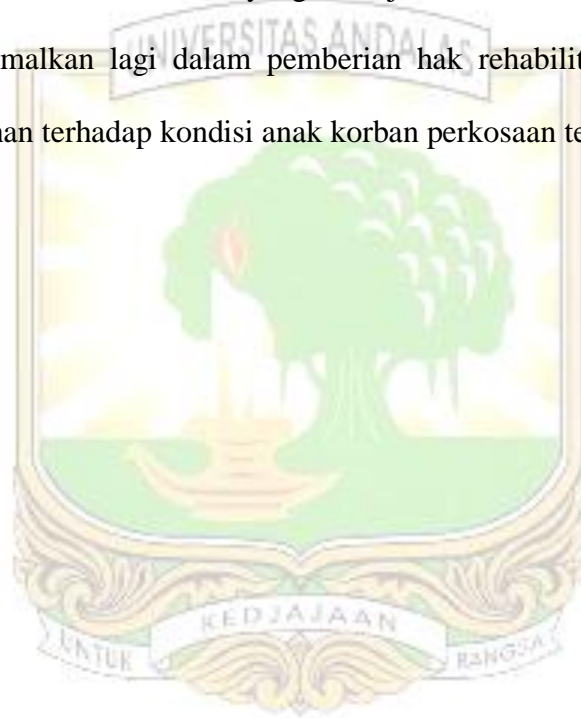 UNIVERSITAS ANDALAS
malkan lagi dalam pemberian hak rehabilit
an terhadap kondisi anak korban perkosaan te
KEDJAJAAN
UNTUK BANGSA